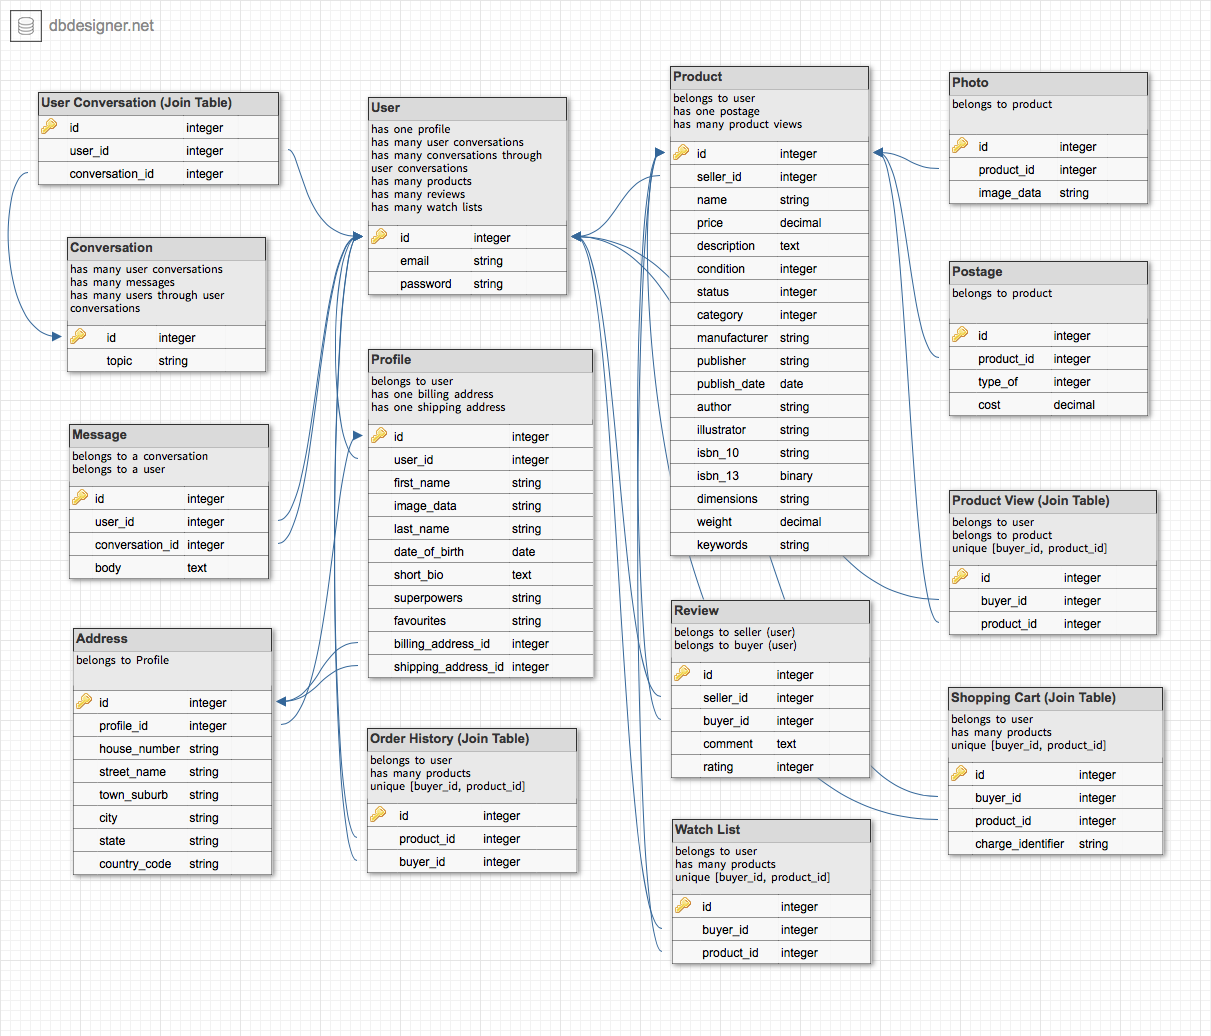 dbdesigner.net
User Conversation (Join Table)
id integer
user_id integer
conversation_id integer
Conversation
has many user conversations
has many messages
has many users through user
conversations
id integer
topic string
Message
belongs to a conversation
belongs to a user
id integer
user_id integer
conversation_id integer
body text
Address
belongs to Profile
id integer
profile_id integer
house_number string
street_name string
town_suburb string
city string
state string
country_code string
User
has one profile
has many user conversations
has many conversations through
user conversations
has many products
has many reviews
has many watch lists
id integer
email string
password string
Profile
belongs to user
has one billing address
has one shipping address
id integer
user_id integer
first_name string
image_data string
last_name string
date_of_birth date
short_bio text
superpowers string
favourites string
billing_address_id integer
shipping_address_id integer
Order History (Join Table)
belongs to user
has many products
unique [buyer_id, product_id]
id integer
product_id integer
buyer_id integer
Product
belongs to user
has one postage
has many product views
id integer
seller_id integer
name string
price decimal
description text
condition integer
status integer
category integer
manufacturer string
publisher string
publish_date date
author string
illustrator string
isbn_10 string
isbn_13 binary
dimensions string
weight decimal
keywords string
Review
belongs to seller (user)
belongs to buyer (user)
id integer
seller_id integer
buyer_id integer
comment text
rating integer
Watch List
belongs to user
has many products
unique [buyer_id, product_id]
id integer
buyer_id integer
product_id integer
Photo
belongs to product
id integer
product_id integer
image_data string
Postage
belongs to product
id integer
product_id integer
type_of integer
cost decimal
Product View (Join Table)
belongs to user
belongs to product
unique [buyer_id, product_id]
id integer
buyer_id integer
product_id integer
Shopping Cart (Join Table)
belongs to user
has many products
unique [buyer_id, product_id]
id integer
buyer_id integer
product_id integer
charge_identifier string